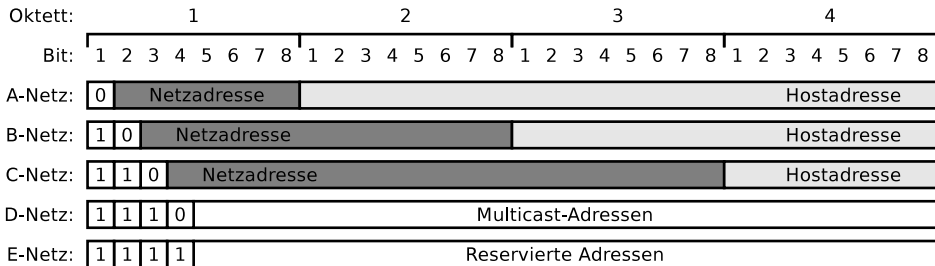 Oktett: 1 2 3 4
Bit: 1 2 3 4 5 6 7 8 1 2 3 4 5 6 7 8 1 2 3 4 5 6 7 8 1 2 3 4 5 6 7 8
A-Netz: 0 Netzadresse Hostadresse
B-Netz: 1 0 Netzadresse Hostadresse
C-Netz: 1 1 0 Netzadresse Hostadresse
D-Netz: 1 1 1 0 Multicast-Adressen
E-Netz: 1 1 1 1 Reservierte Adressen